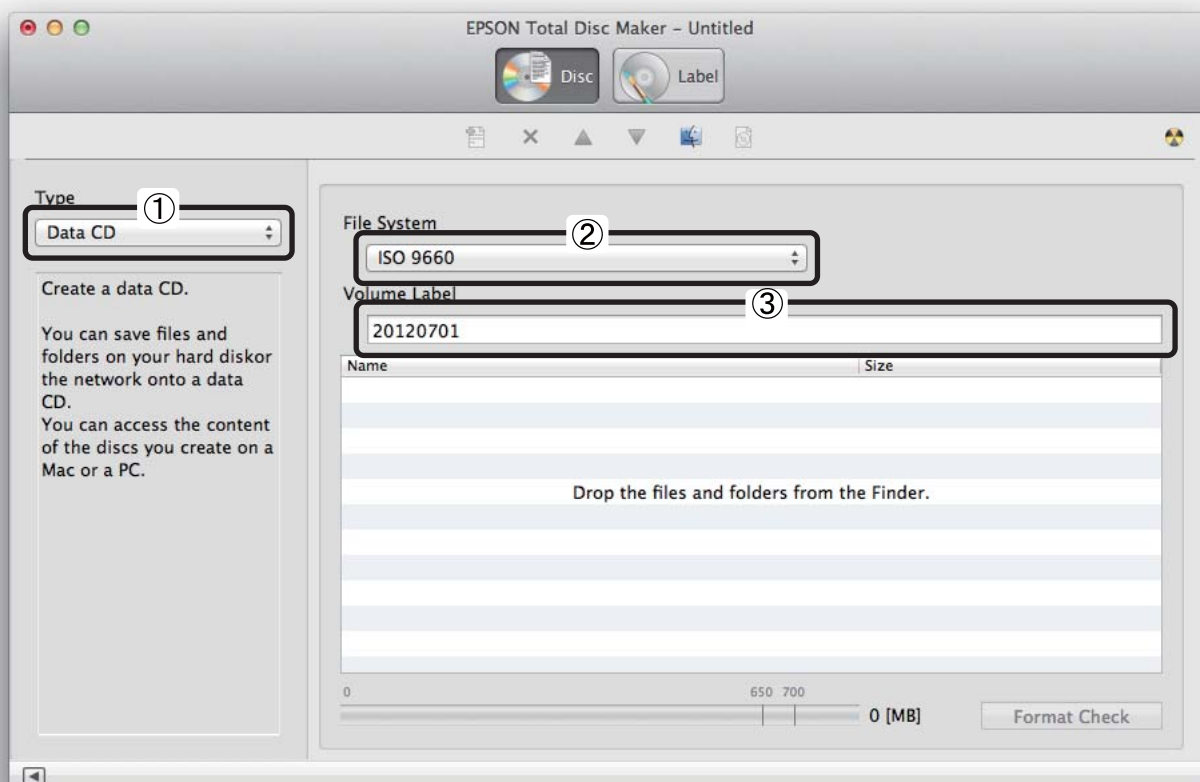 EPSON Total Disc Maker – Untitled
Disc
Label
Type
①
Data CD
Create a data CD.
You can save files and
folders on your hard diskor
the network onto a data
CD.
You can access the content
of the discs you create on a
Mac or a PC.
File System
②
ISO 9660
Volume Label
③
20120701
Name Size
Drop the files and folders from the Finder.
0 650 700
0 [MB]
Format Check